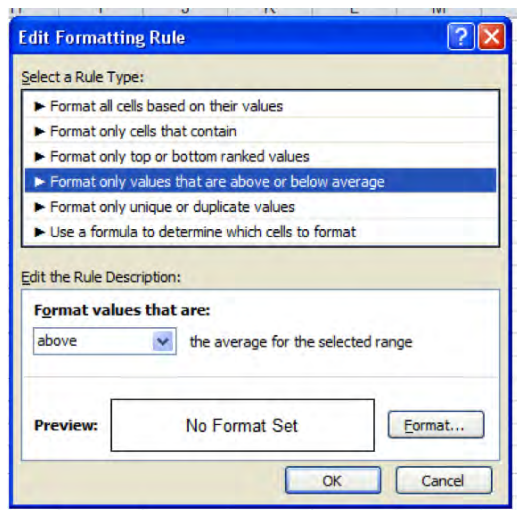 Edit Formatting Rule
Select a Rule Type:
► Format all cells based on their values
► Format only cells that contain
► Format only top or bottom ranked values
► Format only values that are above or below average
► Format only unique or duplicate values
► Use a formula to determine which cells to format
Edit the Rule Description:
Format values that are:
above the average for the selected range
Preview: No Format Set Format...
OK Cancel